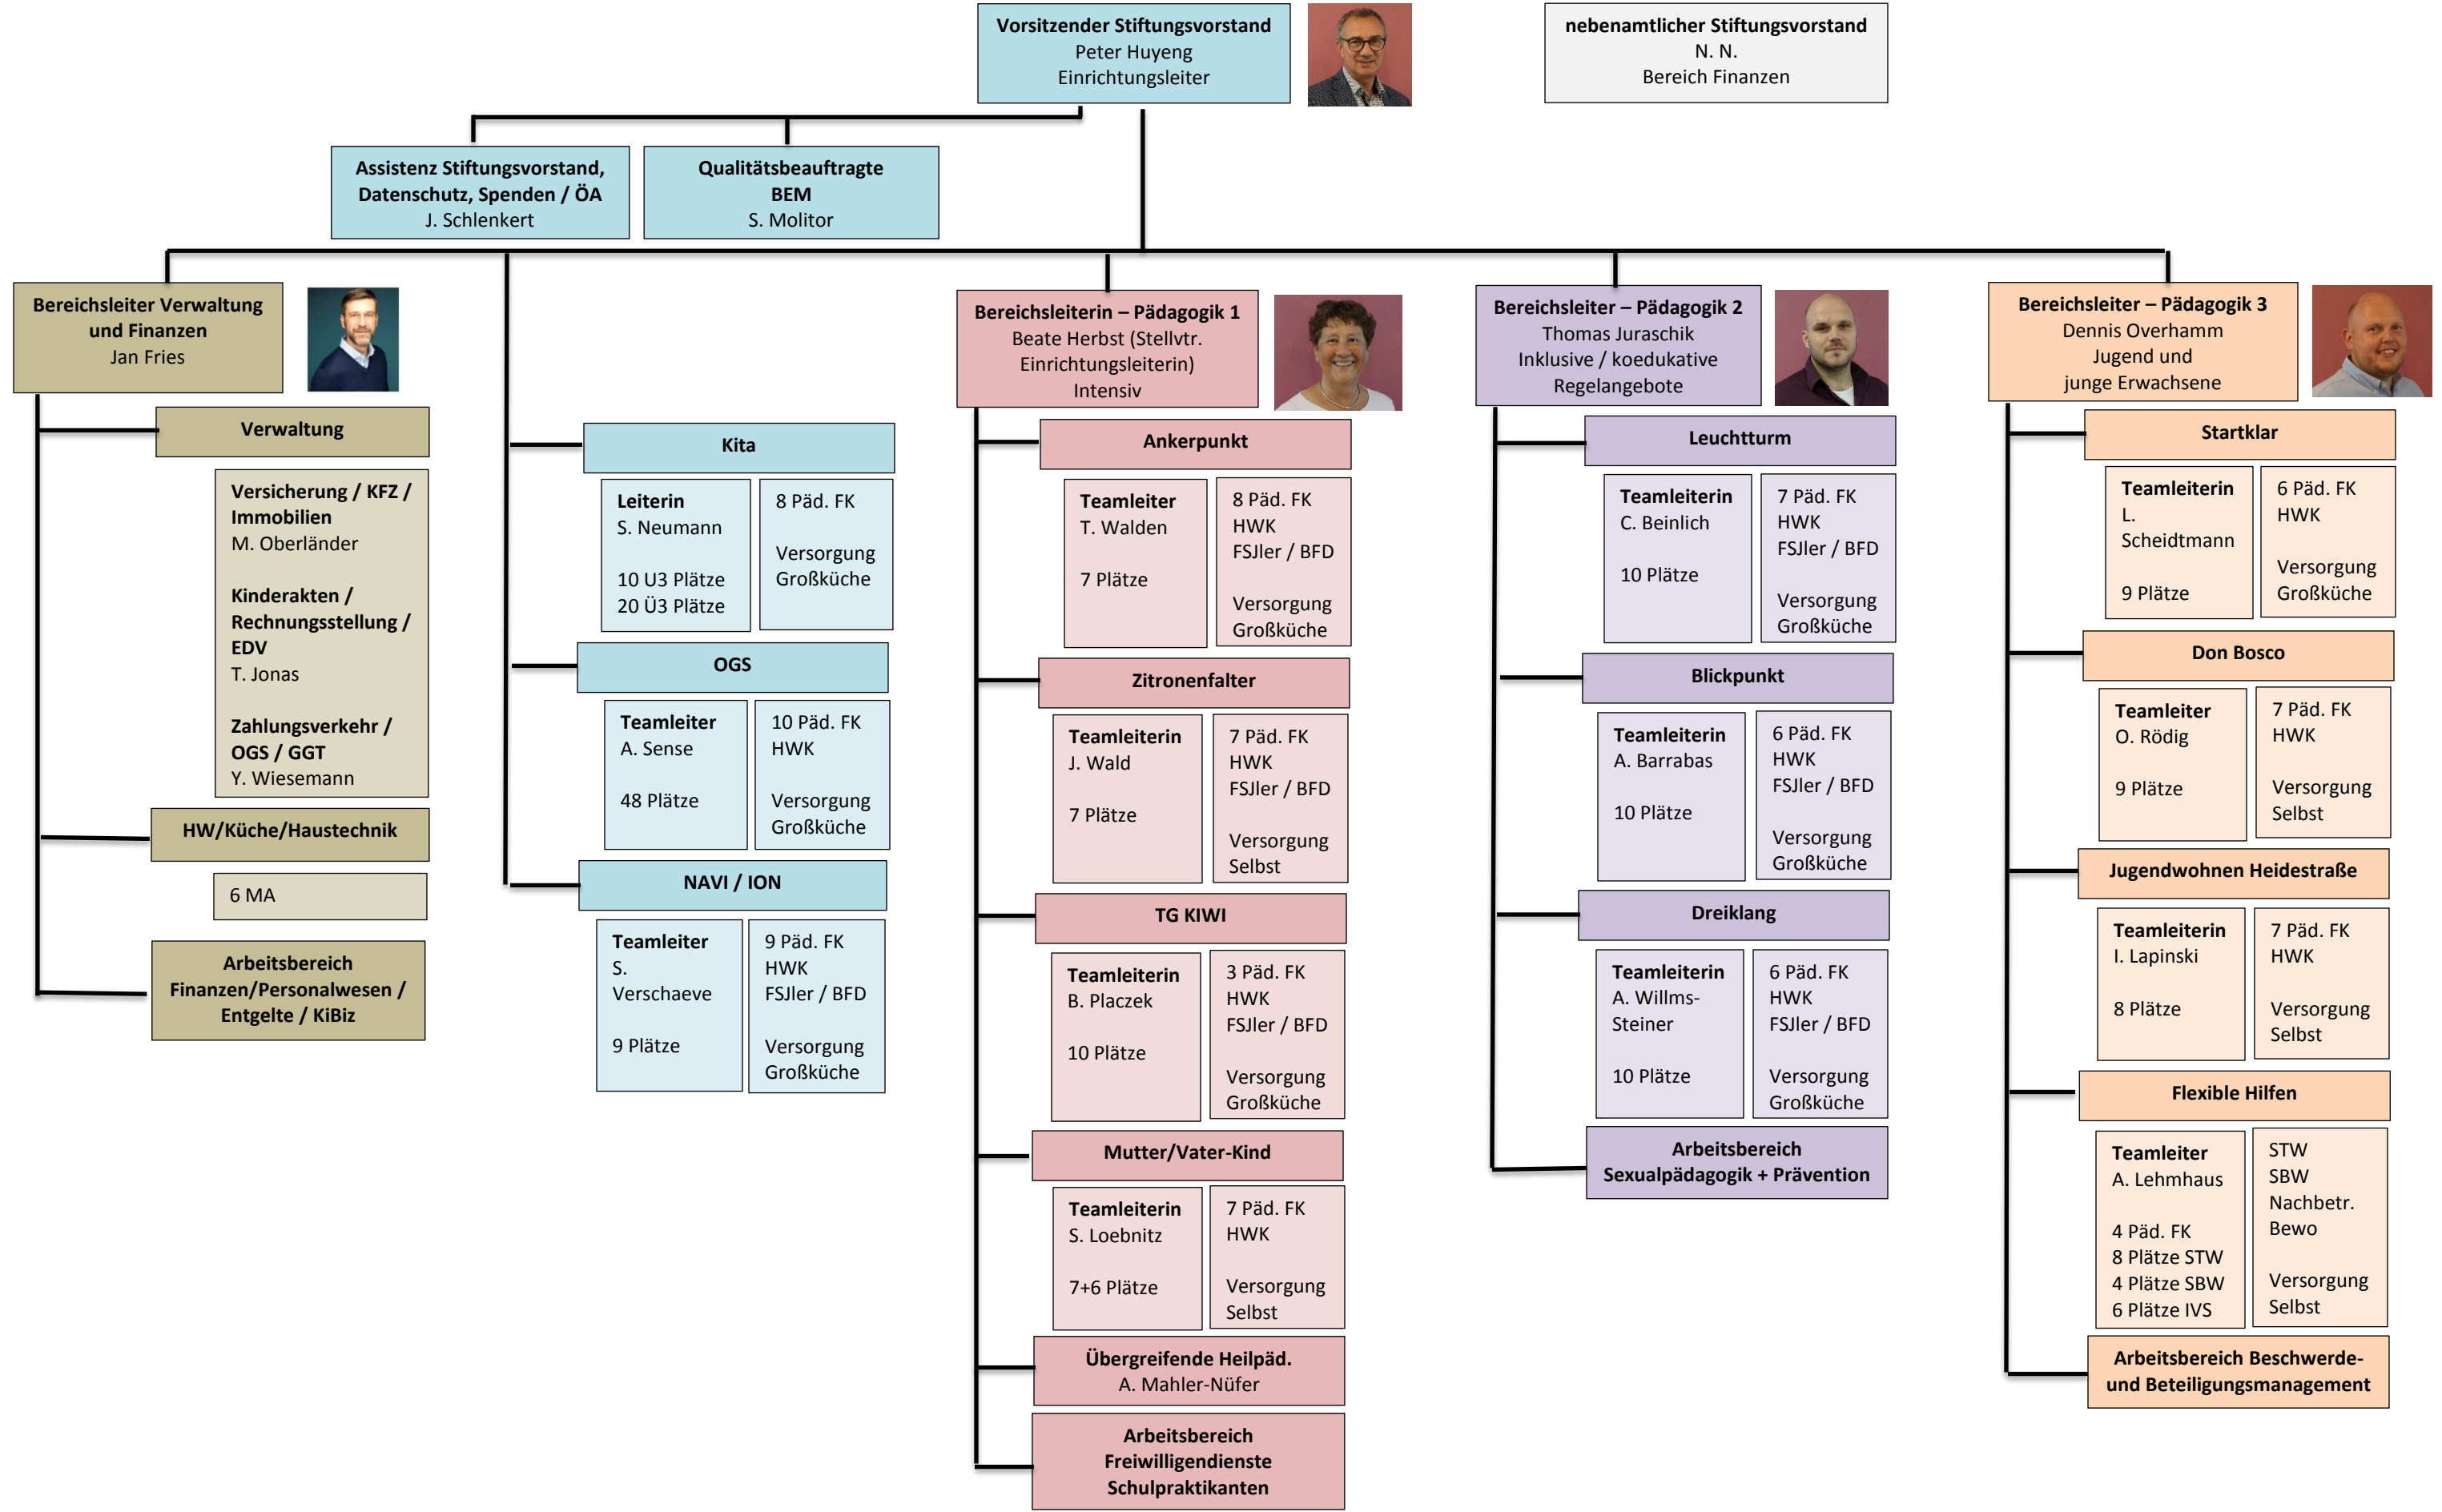 Vorsitzender Stiftungsvorstand
Peter Huyeng
Einrichtungsleiter
nebenamtlicher Stiftungsvorstand
N. N.
Bereich Finanzen
Assistenz Stiftungsvorstand,
Datenschutz, Spenden / ÖA
J. Schlenkert
Qualitätsbeauftragte
BEM
S. Molitor
Bereichsleiter Verwaltung
und Finanzen
Jan Fries
Verwaltung
Versicherung / KFZ /
Immobilien
M. Oberländer
Kinderakten /
Rechnungsstellung /
EDV
T. Jonas
Zahlungsverkehr /
OGS / GGT
Y. Wiesemann
HW/Küche/Haustechnik
6 MA
Arbeitsbereich
Finanzen/Personalwesen /
Entgelte / KiBiz
Kita
Leiterin
S. Neumann
10 U3 Plätze
20 Ü3 Plätze
8 Päd. FK
Versorgung
Großküche
OGS
Teamleiter
A. Sense
48 Plätze
10 Päd. FK
HWK
Versorgung
Großküche
NAVI / ION
Teamleiter
S.
Verschaeve
9 Plätze
9 Päd. FK
HWK
FSJler / BFD
Versorgung
Großküche
Bereichsleiterin – Pädagogik 1
Beate Herbst (Stellvtr.
Einrichtungsleiterin)
Intensiv
Ankerpunkt
Teamleiter
T. Walden
7 Plätze
8 Päd. FK
HWK
FSJler / BFD
Versorgung
Großküche
Zitronenfalter
Teamleiterin
J. Wald
7 Plätze
7 Päd. FK
HWK
FSJler / BFD
Versorgung
Selbst
TG KIWI
Teamleiterin
B. Placzek
10 Plätze
3 Päd. FK
HWK
FSJler / BFD
Versorgung
Großküche
Mutter/Vater-Kind
Teamleiterin
S. Loebnitz
7+6 Plätze
7 Päd. FK
HWK
Versorgung
Selbst
Übergreifende Heilpäd.
A. Mahler-Nüfer
Arbeitsbereich
Freiwilligendienste
Schulpraktikanten
Bereichsleiter – Pädagogik 2
Thomas Juraschik
Inklusive / koedukative
Regelangebote
Leuchtturm
Teamleiterin
C. Beinlich
10 Plätze
7 Päd. FK
HWK
FSJler / BFD
Versorgung
Großküche
Blickpunkt
Teamleiterin
A. Barrabas
10 Plätze
6 Päd. FK
HWK
FSJler / BFD
Versorgung
Großküche
Dreiklang
Teamleiterin
A. Willms-
Steiner
10 Plätze
6 Päd. FK
HWK
FSJler / BFD
Versorgung
Großküche
Arbeitsbereich
Sexualpädagogik + Prävention
Bereichsleiter – Pädagogik 3
Dennis Overhamm
Jugend und
junge Erwachsene
Startklar
Teamleiterin
L.
Scheidtmann
9 Plätze
6 Päd. FK
HWK
Versorgung
Großküche
Don Bosco
Teamleiter
O. Rödig
9 Plätze
7 Päd. FK
HWK
Versorgung
Selbst
Jugendwohnen Heidestraße
Teamleiterin
I. Lapinski
8 Plätze
7 Päd. FK
HWK
Versorgung
Selbst
Flexible Hilfen
Teamleiter
A. Lehmhaus
4 Päd. FK
8 Plätze STW
4 Plätze SBW
6 Plätze IVS
STW
SBW
Nachbetr.
Bewo
Versorgung
Selbst
Arbeitsbereich Beschwerde-
und Beteiligungsmanagement